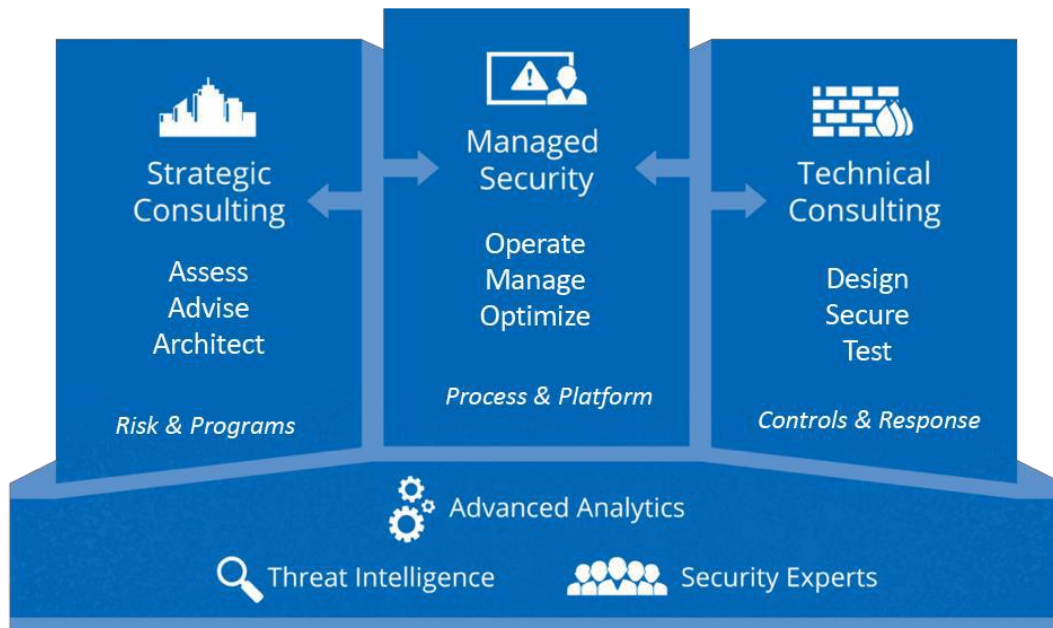 Strategic
Consulting
Assess
Advise
Architect
Risk & Programs
Managed
Security
Operate
Manage
Optimize
Process & Platform
Technical
Consulting
Design
Secure
Test
Controls & Response
Advanced Analytics
Threat Intelligence
Security Experts